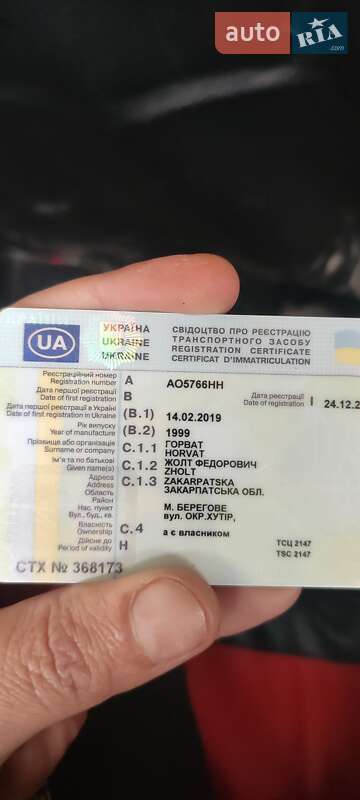 auto RIA.com
UA
УКРАЇНА
UKRAINE
UKRAINE
СВІДОЦТВО ПРО РЕЄСТРАЦІЮ
ТРАНСПОРТНОГО ЗАСОБУ
REGISTRATION CERTIFICATE
CERTIFICAT D'IMMATRICULATION
Реєстраційний номер
Registration number A AO5766HH
Дата першої реєстрації
Date of first registration B
Дата реєстрації
Date of registration I 24.12.2
Дата першої реєстрації в Україні
Date of first registration in Ukraine (B.1) 14.02.2019
Рік випуску
Year of manufacture (B.2) 1999
Прізвище або організація
Surname or company C.1.1 ГОРВАТ
HORVAT
Ім'я та по батькові
Given name(s) C.1.2 ЖОЛТ ФЕДОРОВИЧ
ZHOLT
Адреса
Address C.1.3 ZAKARPATSKA
Область ЗАКАРПАТСЬКА ОБЛ.
Район
Нас. пункт М. БЕРЕГОВЕ
Вул., буд., кв. вул. ОКР.ХУТІР,
Власність
Ownership C.4 а є власником
Дійсне до
Period of validity H
ТСЦ 2147
TSC 2147
СТХ № 368173